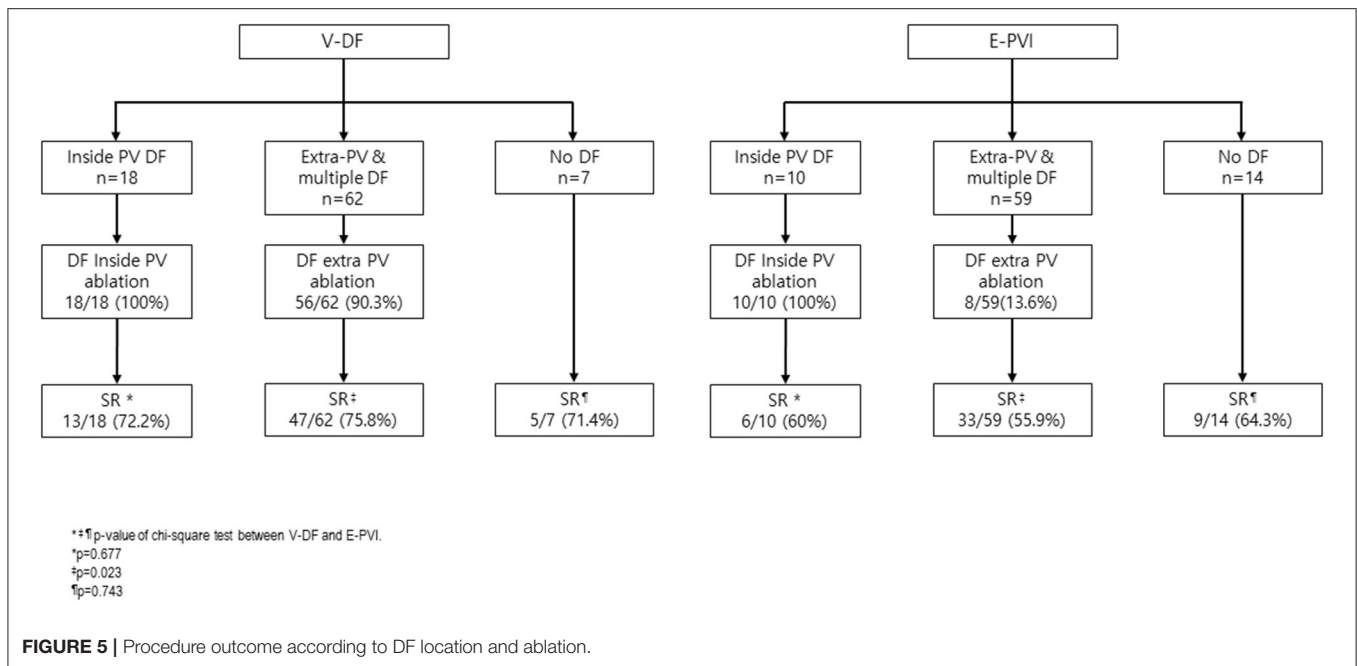 V-DF
Inside PV DF
n=18
Extra-PV &
multiple DF
n=62
No DF
n=7
DF Inside PV
ablation
18/18 (100%)
DF extra PV
ablation
56/62 (90.3%)
SR *
13/18 (72.2%)
SR‡
47/62 (75.8%)
SR¶
5/7 (71.4%)
E-PVI
Inside PV DF
n=10
Extra-PV &
multiple DF
n=59
No DF
n=14
DF Inside PV
ablation
10/10 (100%)
DF extra PV
ablation
8/59(13.6%)
SR *
6/10 (60%)
SR‡
33/59 (55.9%)
SR¶
9/14 (64.3%)
*‡¶p-value of chi-square test between V-DF and E-PVI.
*p=0.677
‡p=0.023
¶p=0.743
FIGURE 5 | Procedure outcome according to DF location and ablation.